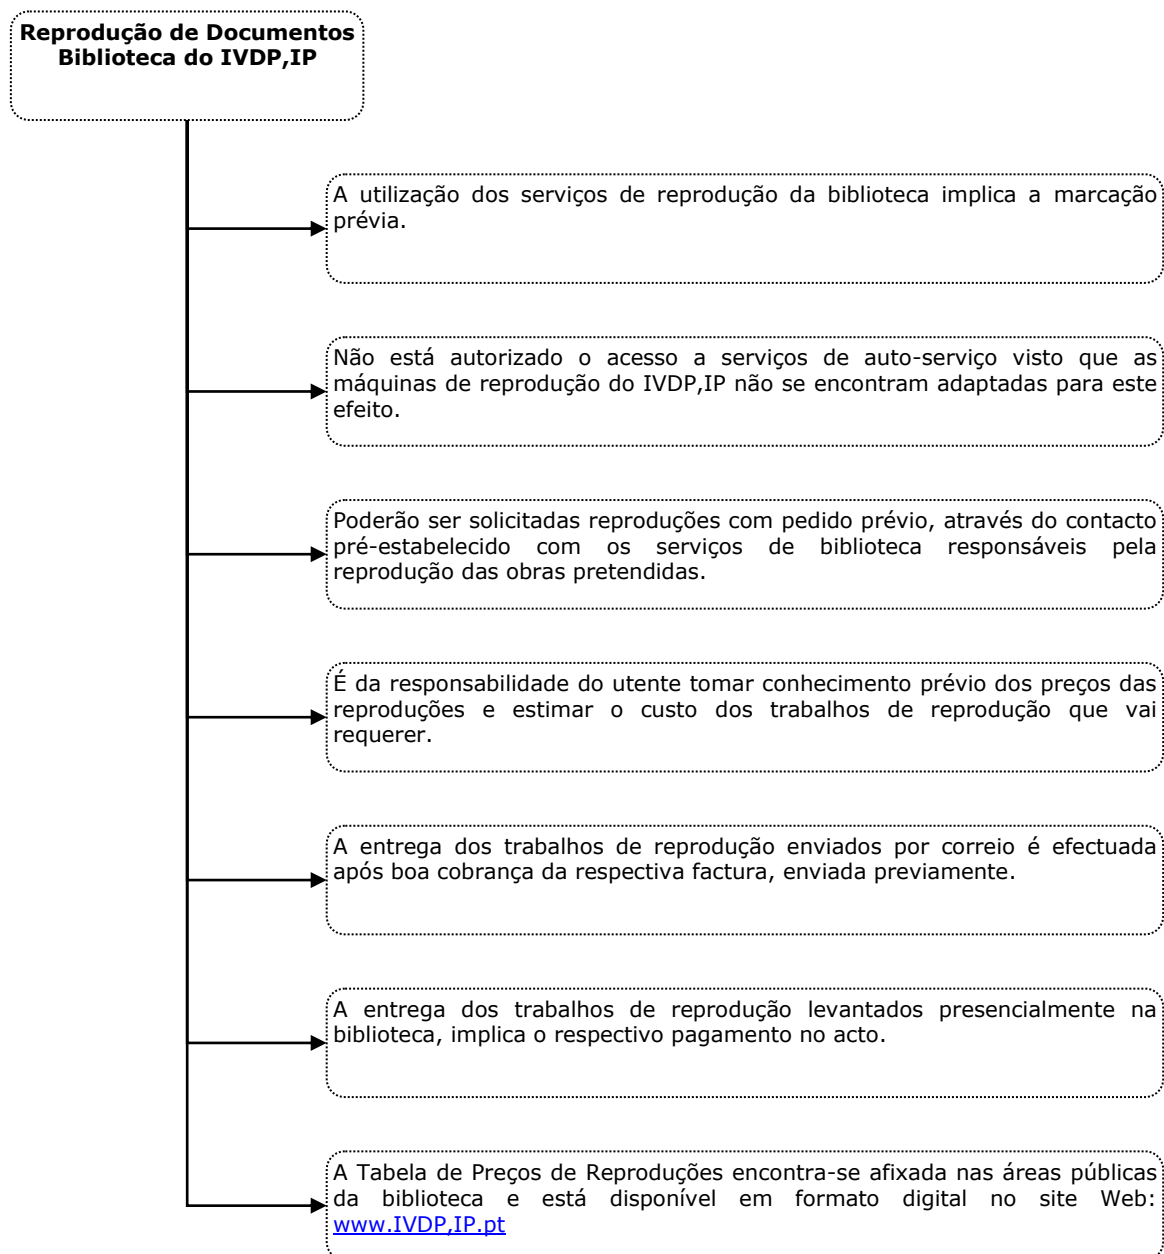 Reprodução de Documentos
Biblioteca do IVDP,IP
A utilização dos serviços de reprodução da biblioteca implica a marcação
prévia.
Não está autorizado o acesso a serviços de auto-serviço visto que as
máquinas de reprodução do IVDP,IP não se encontram adaptadas para este
efeito.
Poderão ser solicitadas reproduções com pedido prévio, através do contacto
pré-estabelecido com os serviços de biblioteca responsáveis pela
reprodução das obras pretendidas.
É da responsabilidade do utente tomar conhecimento prévio dos preços das
reproduções e estimar o custo dos trabalhos de reprodução que vai
requerer.
A entrega dos trabalhos de reprodução enviados por correio é efectuada
após boa cobrança da respectiva factura, enviada previamente.
A entrega dos trabalhos de reprodução levantados presencialmente na
biblioteca, implica o respectivo pagamento no acto.
A Tabela de Preços de Reproduções encontra-se afixada nas áreas públicas
da biblioteca e está disponível em formato digital no site Web:
www.IVDP,IP.pt